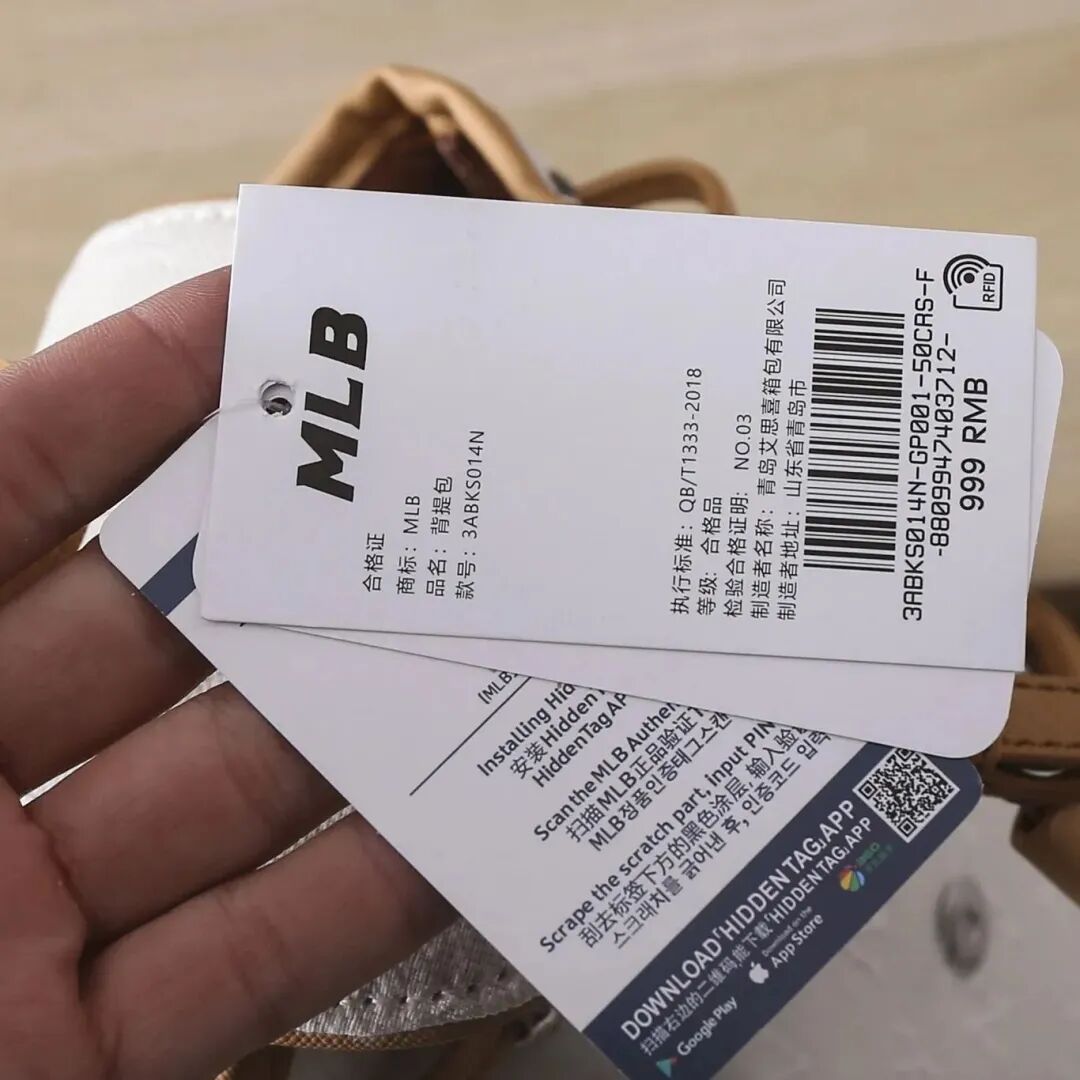 MLB
合格证
商标: MLB
品名: 背提包
款号: 3ABKS014N
执行标准: QB/T1333-2018
等级: 合格品
检验合格证明: NO.03
制造者名称: 青岛艾思喜箱包有限公司
制造者地址: 山东省青岛市
3ABKS014N-GP001-50CRS-F
-8809947403712-
999 RMB
RFID
(MLB
Installing Hid
安装Hidden
HiddenTag AP
Scan the MLB Authen
扫描MLB正品验证
MLB정품인증태그스캔
Scrape the scratch part, input PIN
刮去标签下方的黑色涂层, 输入验
스크래치를 긁어낸 후, 인증코드 입력
DOWNLOAD「HIDDEN TAG」APP
扫描右边的二维码能下载「HIDDEN TAG」APP
Google Play
Download on the
App Store